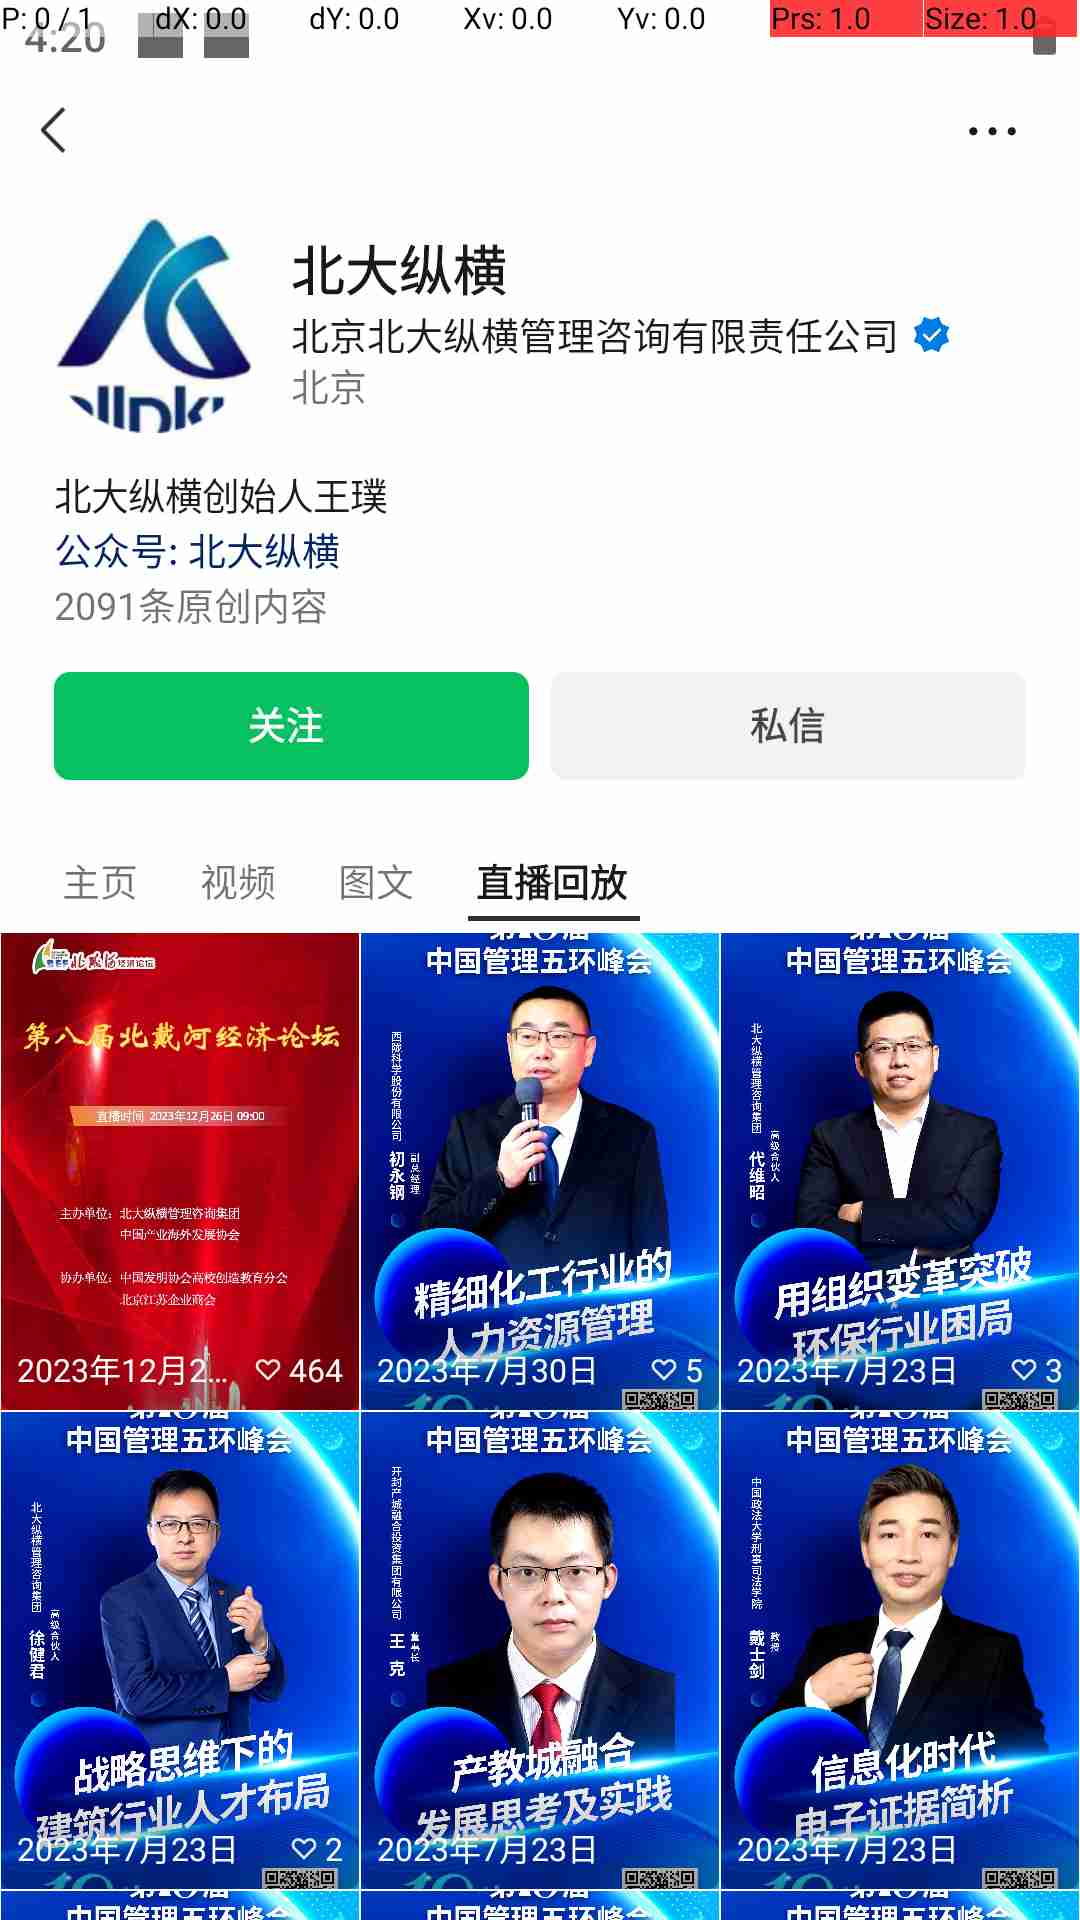 P: 0 / 1 dX: 0.0 dY: 0.0 Xv: 0.0 Yv: 0.0 Prs: 1.0 Size: 1.0
4:20
北大纵横
北京北大纵横管理咨询有限责任公司
北京
北大纵横创始人王璞
公众号: 北大纵横
2091条原创内容
关注
私信
主页 视频 图文 直播回放
北戴河经济论坛
第八届北戴河经济论坛
直播时间 2023年12月26日 09:00
主办单位: 北大纵横管理咨询集团
中国产业海外发展协会
协办单位: 中国发明协会高校创造教育分会
北京江苏企业商会
2023年12月2... 464
中国管理五环峰会
西陇科学股份有限公司
副总经理
初永钢
精细化工行业的
人力资源管理
2023年7月30日 5
中国管理五环峰会
北大纵横管理咨询集团
高级合伙人
代维昭
用组织变革突破
环保行业困局
2023年7月23日 3
中国管理五环峰会
北大纵横管理咨询集团
高级合伙人
徐健君
战略思维下的
建筑行业人才布局
2023年7月23日 2
中国管理五环峰会
开封产城融合投资集团有限公司
董事长
王克
产教城融合
发展思考及实践
2023年7月23日
中国管理五环峰会
中国政法大学刑事司法学院
教授
戴士剑
信息化时代
电子证据简析
2023年7月23日
中国管理五环峰会
中国管理五环峰会
中国管理五环峰会